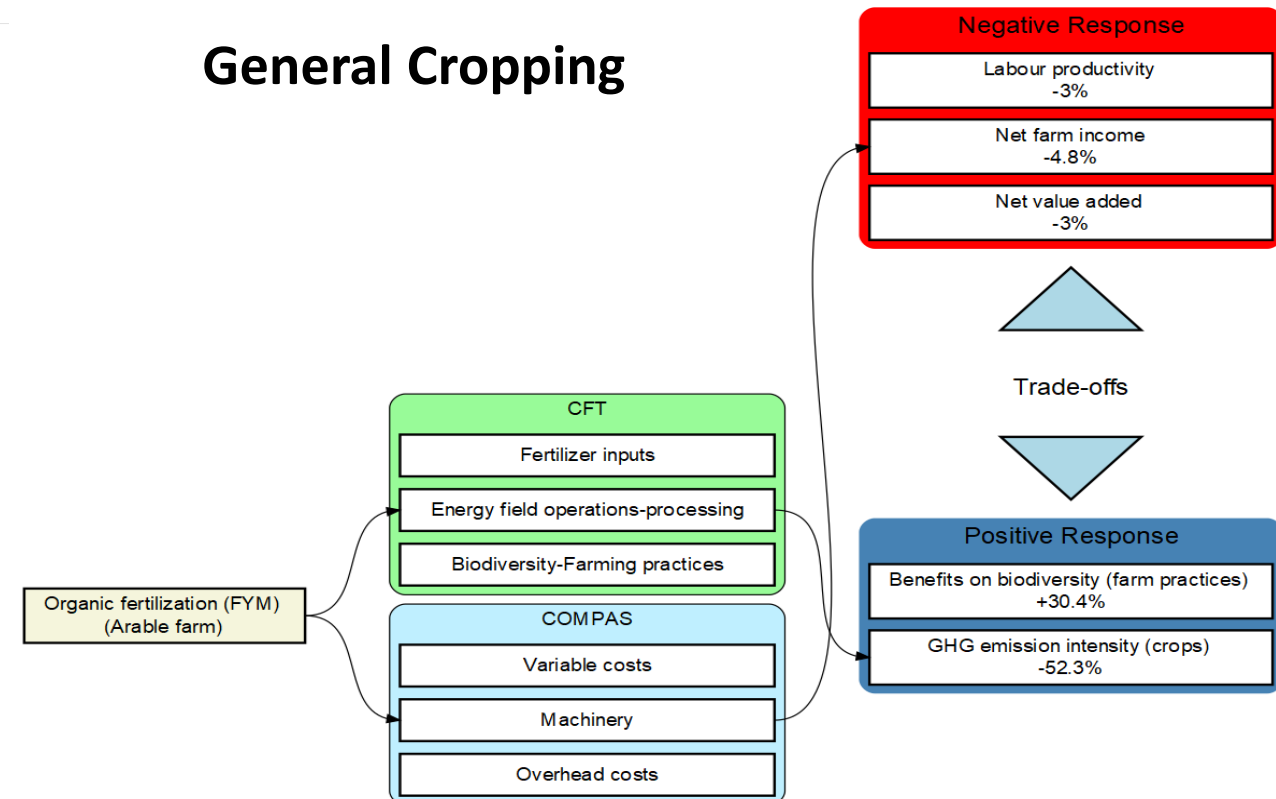 General Cropping
Negative Response
Labour productivity
-3%
Net farm income
-4.8%
Net value added
-3%
Trade-offs
CFT
Fertilizer inputs
Energy field operations-processing
Biodiversity-Farming practices
Organic fertilization (FYM)
(Arable farm)
COMPAS
Variable costs
Machinery
Overhead costs
Positive Response
Benefits on biodiversity (farm practices)
+30.4%
GHG emission intensity (crops)
-52.3%